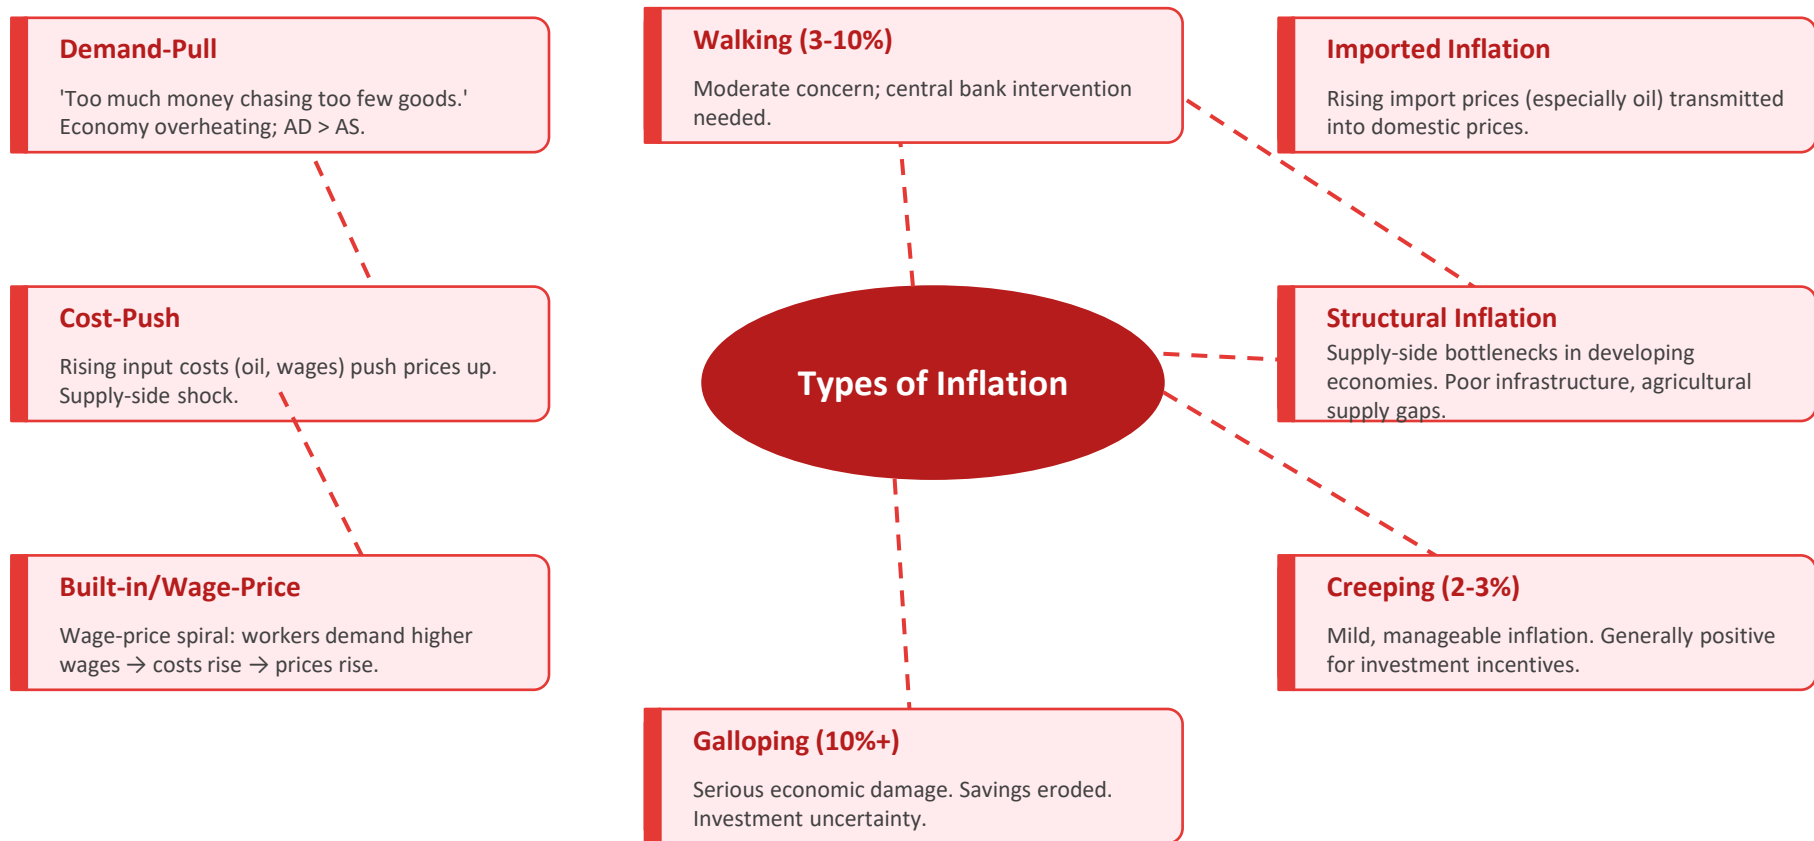 Demand-Pull
'Too much money chasing too few goods.'
Economy overheating; AD > AS.
Cost-Push
Rising input costs (oil, wages) push prices up.
Supply-side shock.
Built-in/Wage-Price
Wage-price spiral: workers demand higher
wages → costs rise → prices rise.
Walking (3-10%)
Moderate concern; central bank intervention
needed.
Types of Inflation
Galloping (10%+)
Serious economic damage. Savings eroded.
Investment uncertainty.
Imported Inflation
Rising import prices (especially oil) transmitted
into domestic prices.
Structural Inflation
Supply-side bottlenecks in developing
economies. Poor infrastructure, agricultural
supply gaps.
Creeping (2-3%)
Mild, manageable inflation. Generally positive
for investment incentives.